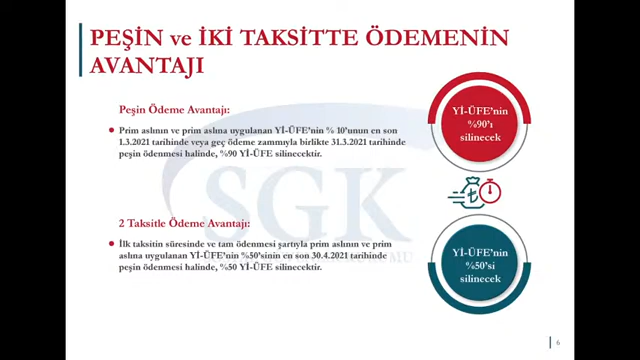 PEŞİN ve İKİ TAKSİTTE ÖDEMENİN
AVANTAJI
Peşin Ödeme Avantajı:
Prim aslının ve prim aslına uygulanan Yİ-ÜFE'nin % 10'unun en son
1.3.2021 tarihinde veya geç ödeme zammıyla birlikte 31.3.2021 tarihinde
peşin ödenmesi halinde, %90 Yİ-ÜFE silinecektir.
Yİ-ÜFE'nin
%90'ı
silinecek
SGK
2 Taksitle Ödeme Avantajı:
İlk taksitin süresinde ve tam ödenmesi şartıyla prim aslının ve prim
aslına uygulanan Yİ-ÜFE'nin %50'sinin en son 30.4.2021 tarihinde
peşin ödenmesi halinde, %50 Yİ-ÜFE silinecektir.
Yİ-ÜFE'nin
%50'si
silinecek
6